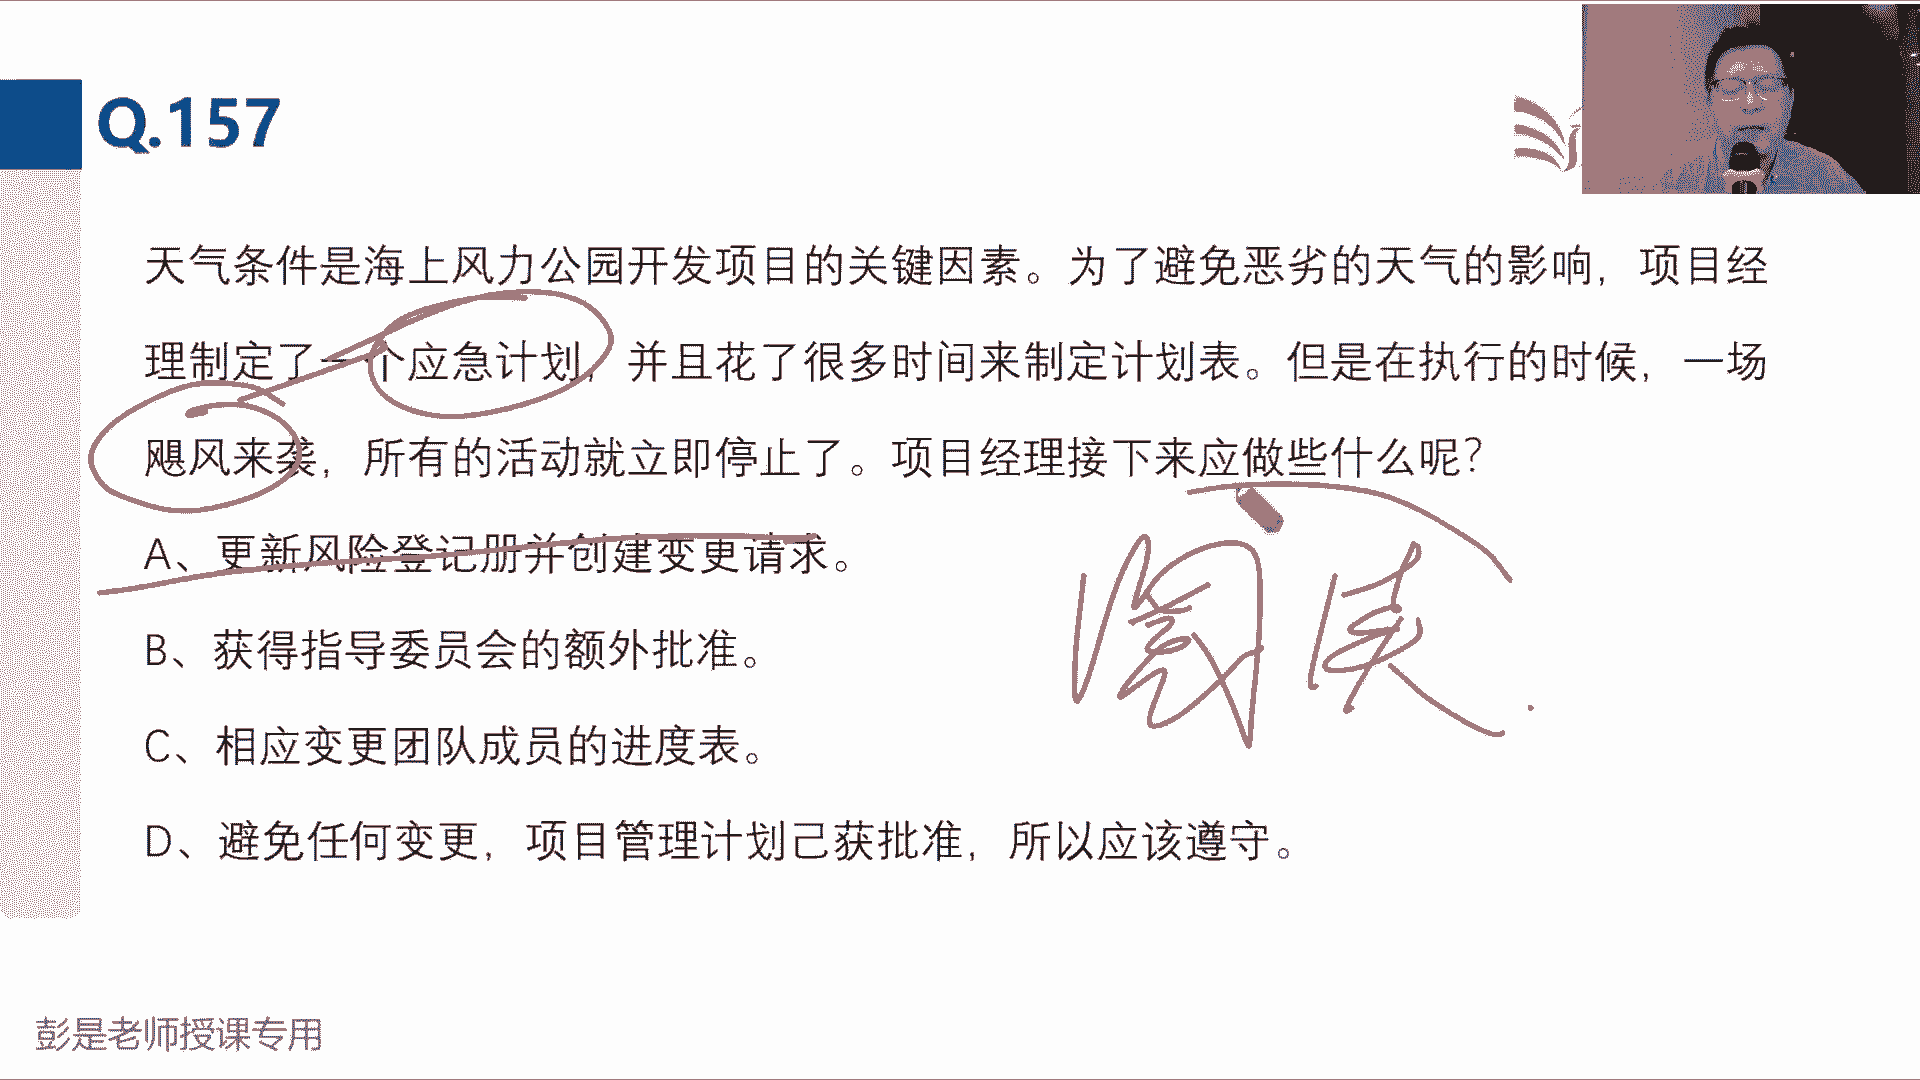 Q.157
天气条件是海上风力公园开发项目的关键因素。为了避免恶劣的天气的影响，项目经
理制定了一个应急计划，并且花了很多时间来制定计划表。但是在执行的时候，一场
飓风来袭，所有的活动就立即停止了。项目经理接下来应做些什么呢？
A、更新风险登记册并创建变更请求。
B、获得指导委员会的额外批准。
C、相应变更团队成员的进度表。
D、避免任何变更，项目管理计划己获批准，所以应该遵守。
彭是老师授课专用